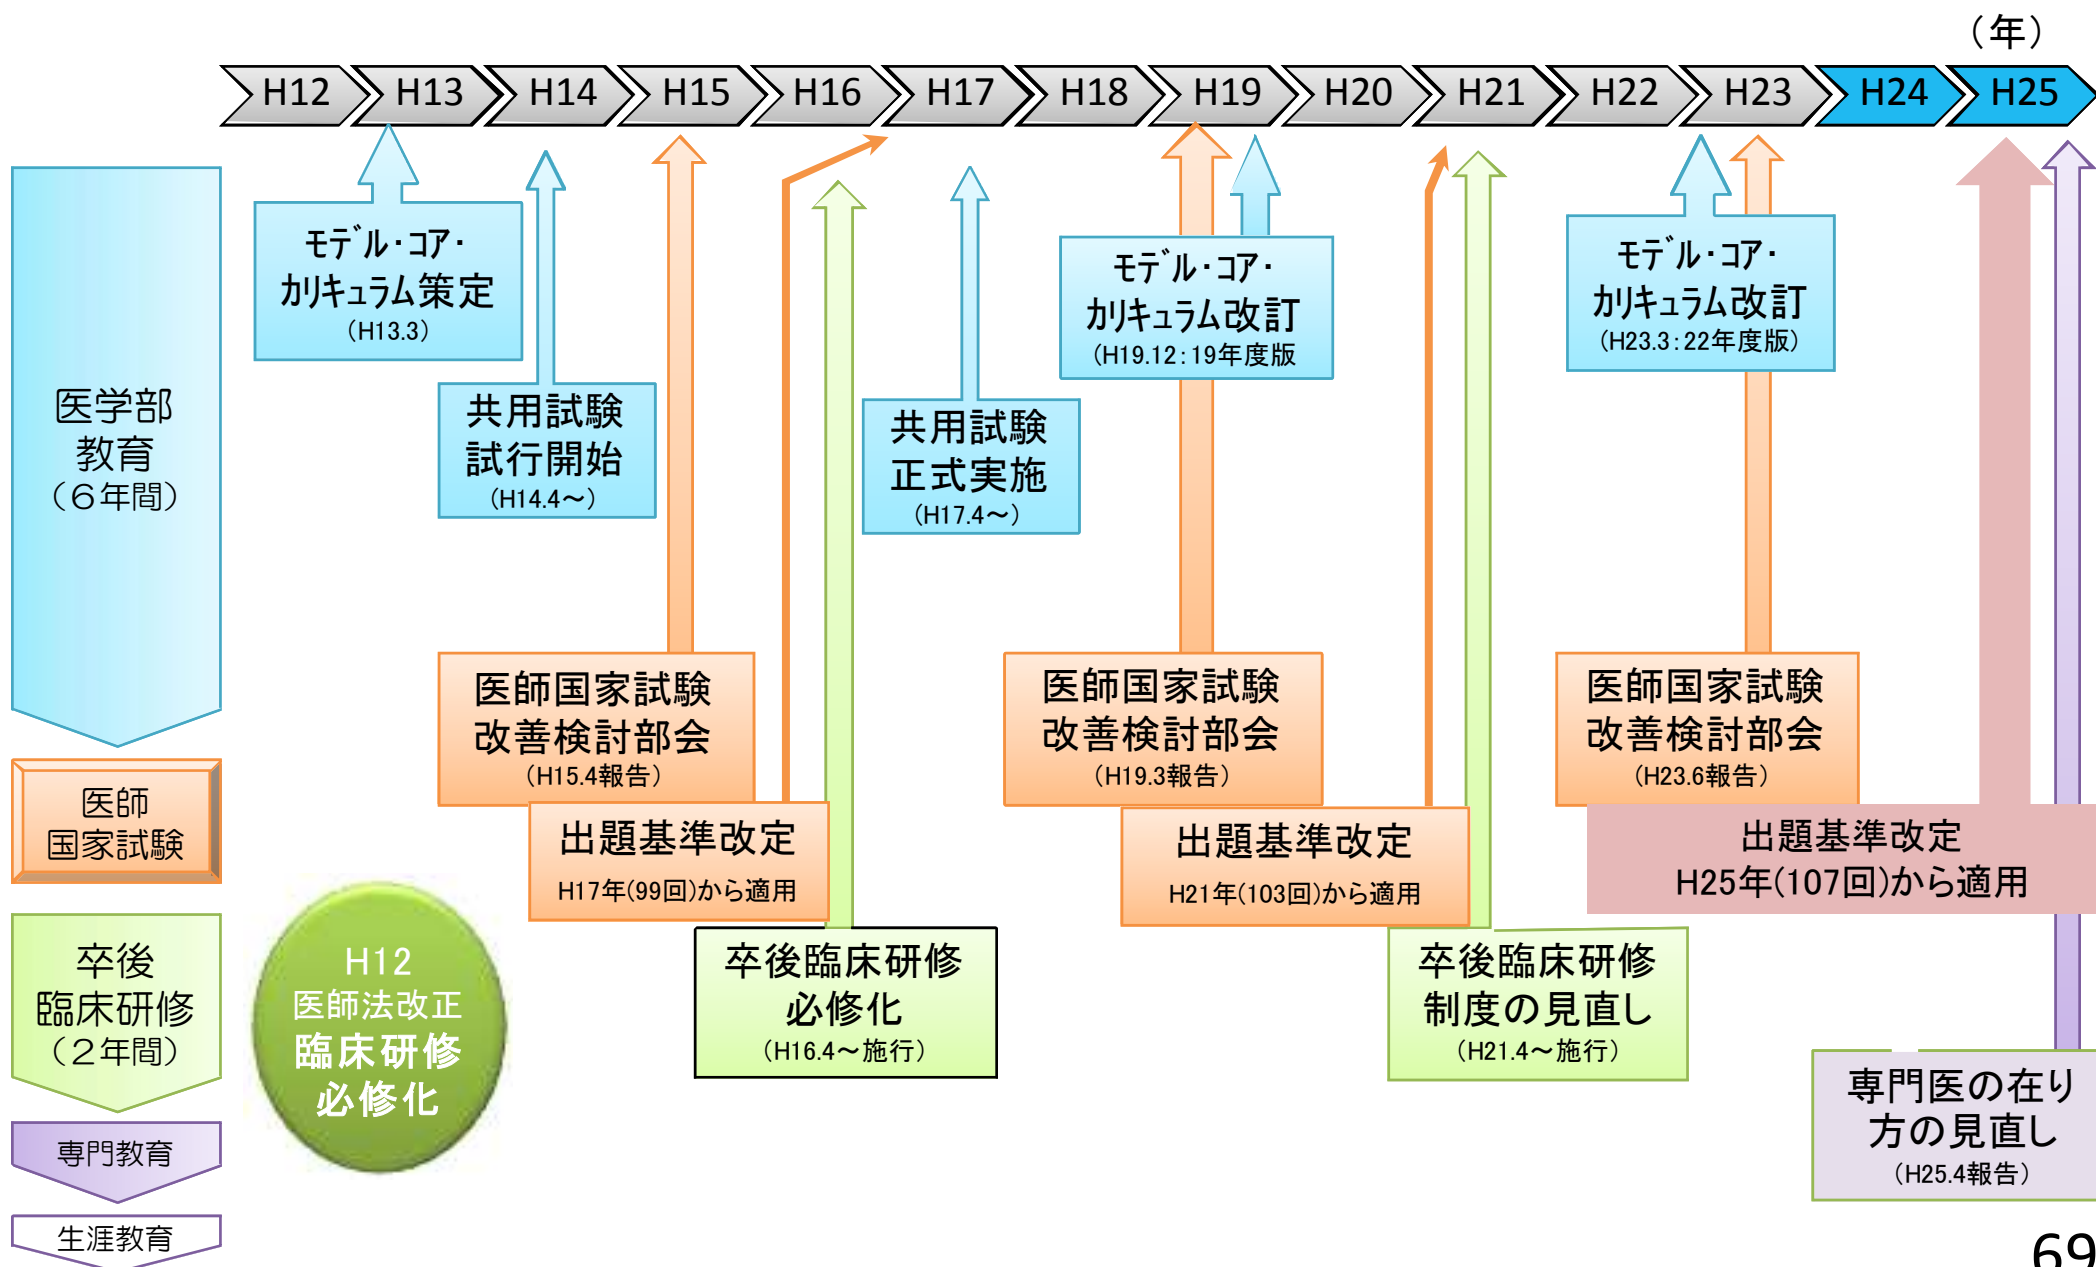 （年）
H12 H13 H14 H15 H16 H17 H18 H19 H20 H21 H22 H23 H24 H25
医学部
教育
（６年間）
医師
国家試験
卒後
臨床研修
（２年間）
専門教育
生涯教育
ﾓﾃﾞﾙ･ｺｱ･
ｶﾘｷｭﾗﾑ策定
（H13.3）
共用試験
試行開始
（H14.4～）
共用試験
正式実施
（H17.4～）
ﾓﾃﾞﾙ･ｺｱ･
ｶﾘｷｭﾗﾑ改訂
（H19.12：19年度版
ﾓﾃﾞﾙ･ｺｱ･
ｶﾘｷｭﾗﾑ改訂
（H23.3：22年度版）
医師国家試験
改善検討部会
（H15.4報告）
出題基準改定
H17年(99回)から適用
医師国家試験
改善検討部会
（H19.3報告）
出題基準改定
H21年(103回)から適用
医師国家試験
改善検討部会
（H23.6報告）
出題基準改定
H25年(107回)から適用
H12
医師法改正
臨床研修
必修化
卒後臨床研修
必修化
（H16.4～施行）
卒後臨床研修
制度の見直し
（H21.4～施行）
専門医の在り
方の見直し
（H25.4報告）
69